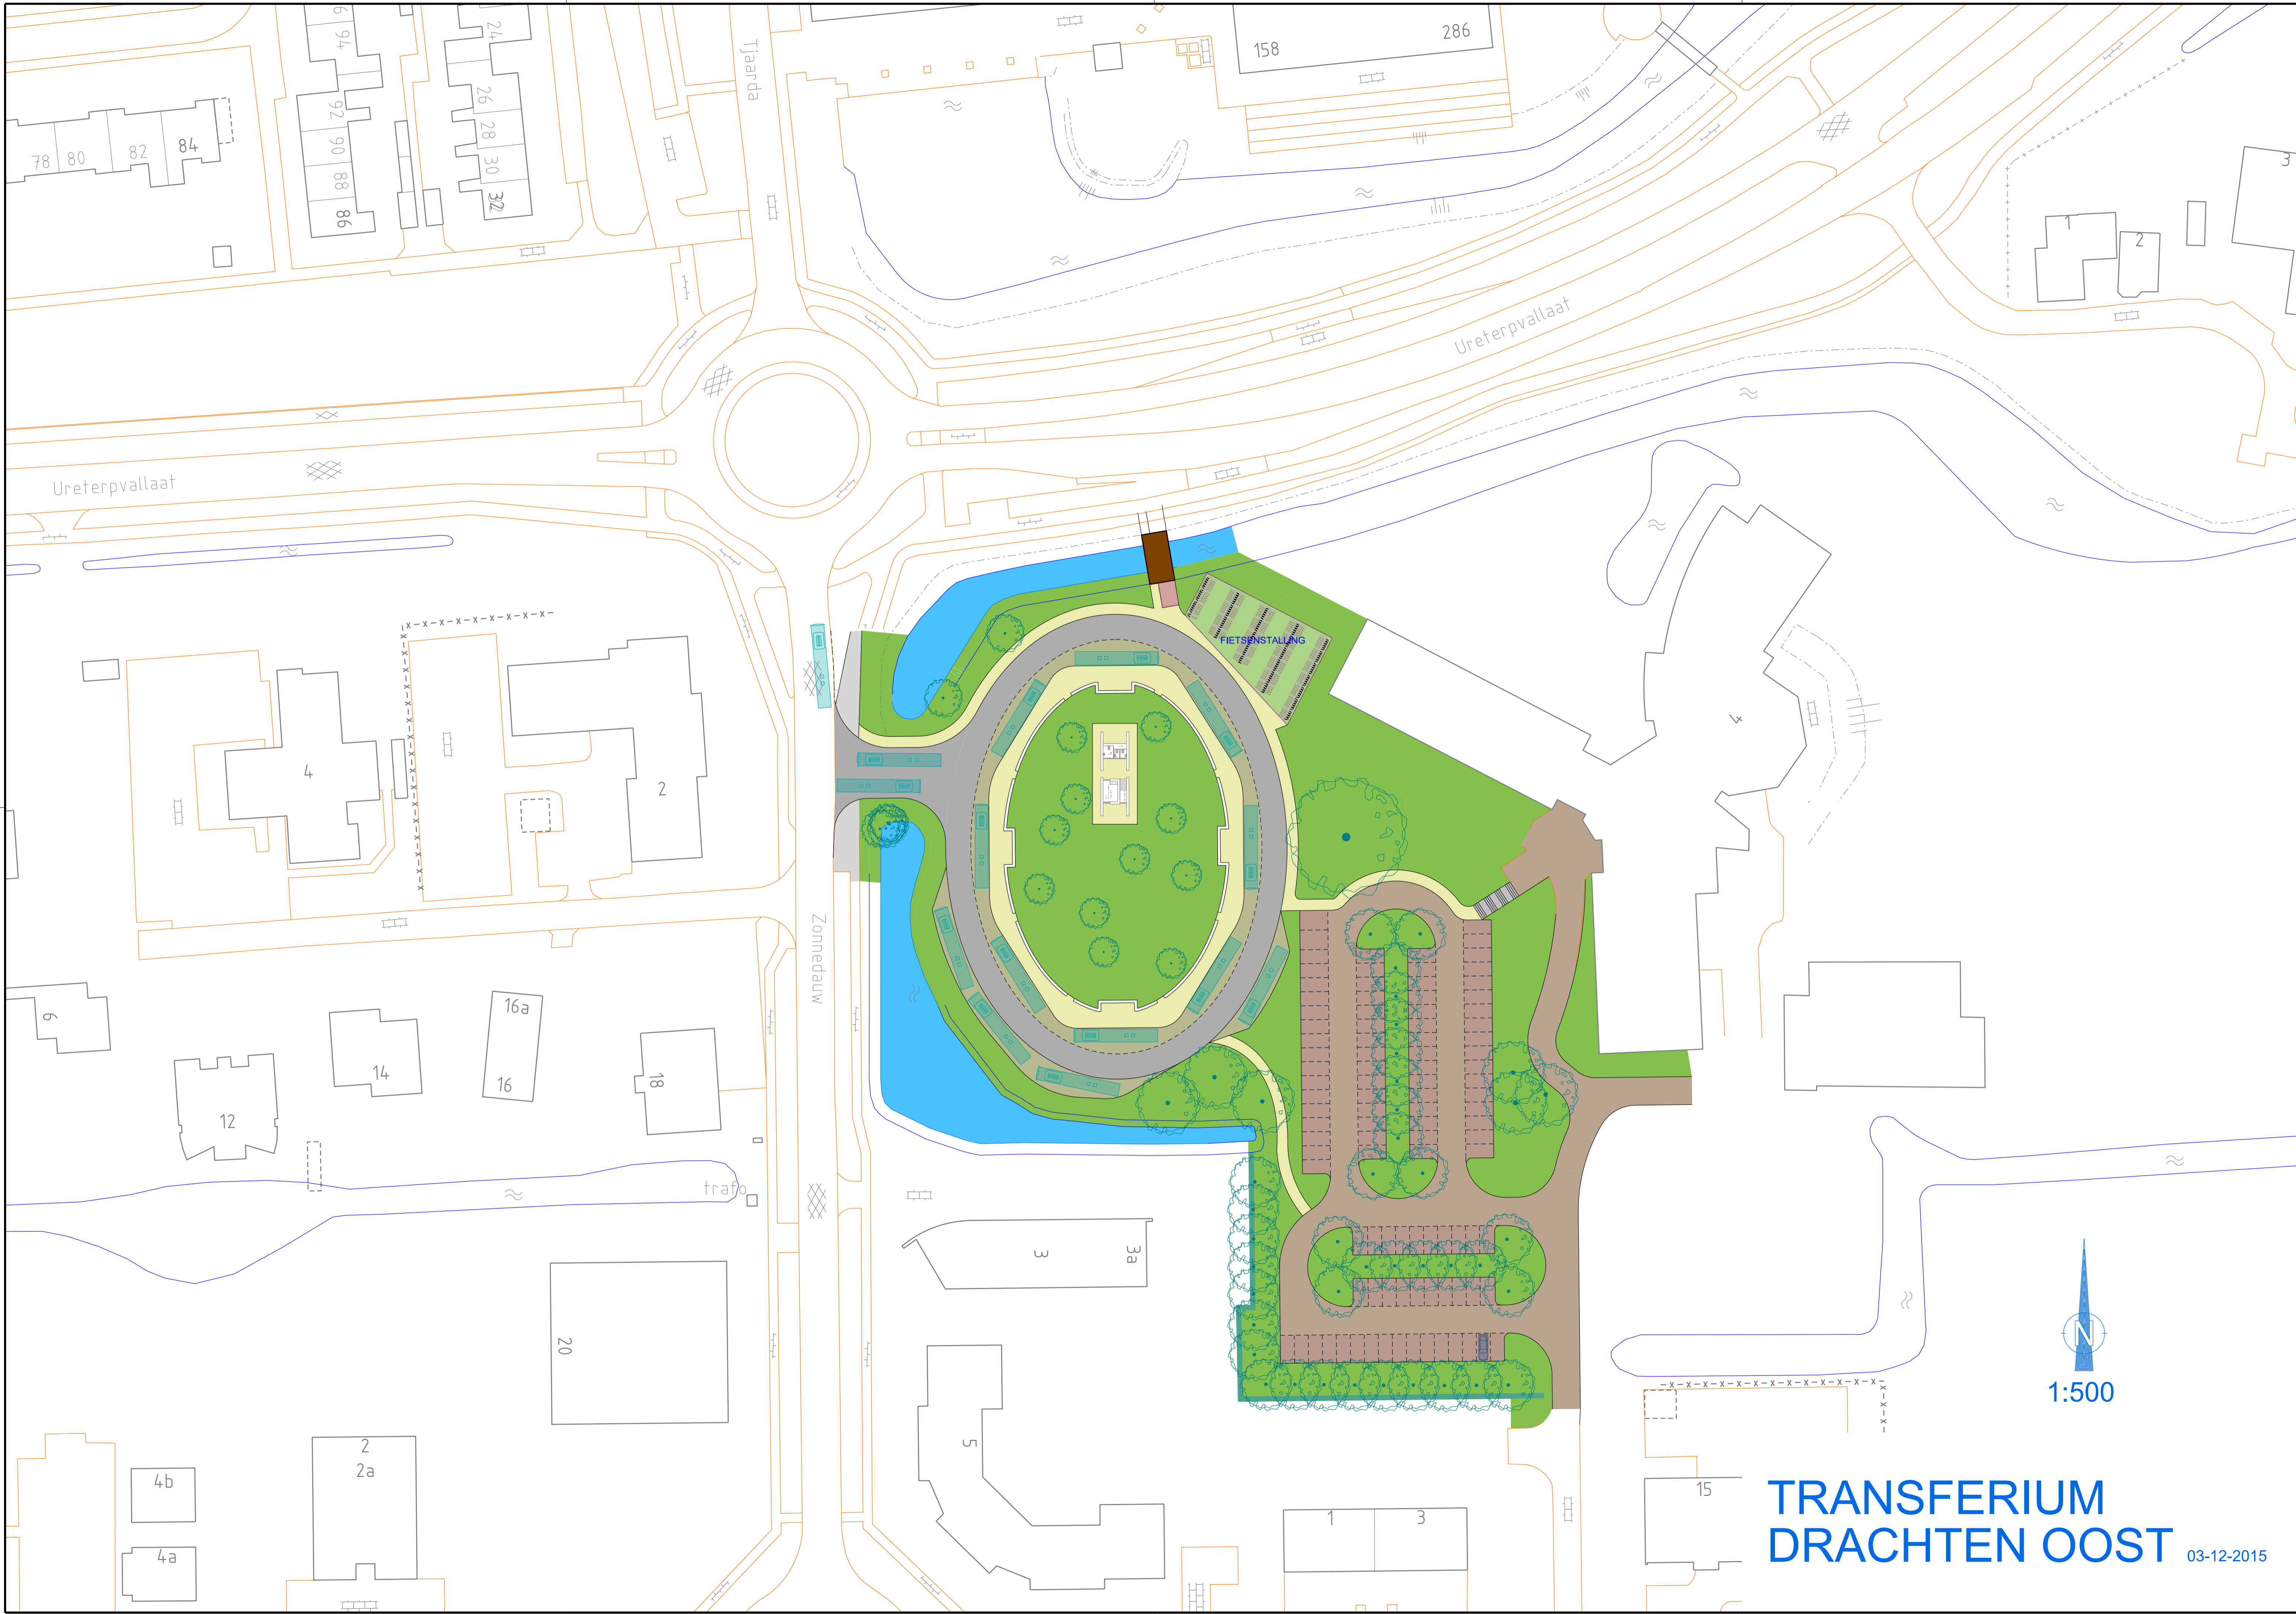 94
24
Tjaarda
158
286
92
26
78
80
82
84
90
28
88
30
86
32
1
2
3
Ureterpvallaat
Ureterpvallaat
FIETSENSTALLING
4
2
4
Zonnedauw
6
16a
14
16
18
12
trafo
3
3a
20
N
1:500
5
2
2a
4b
4a
1
3
15
TRANSFERIUM
DRACHTEN OOST
03-12-2015